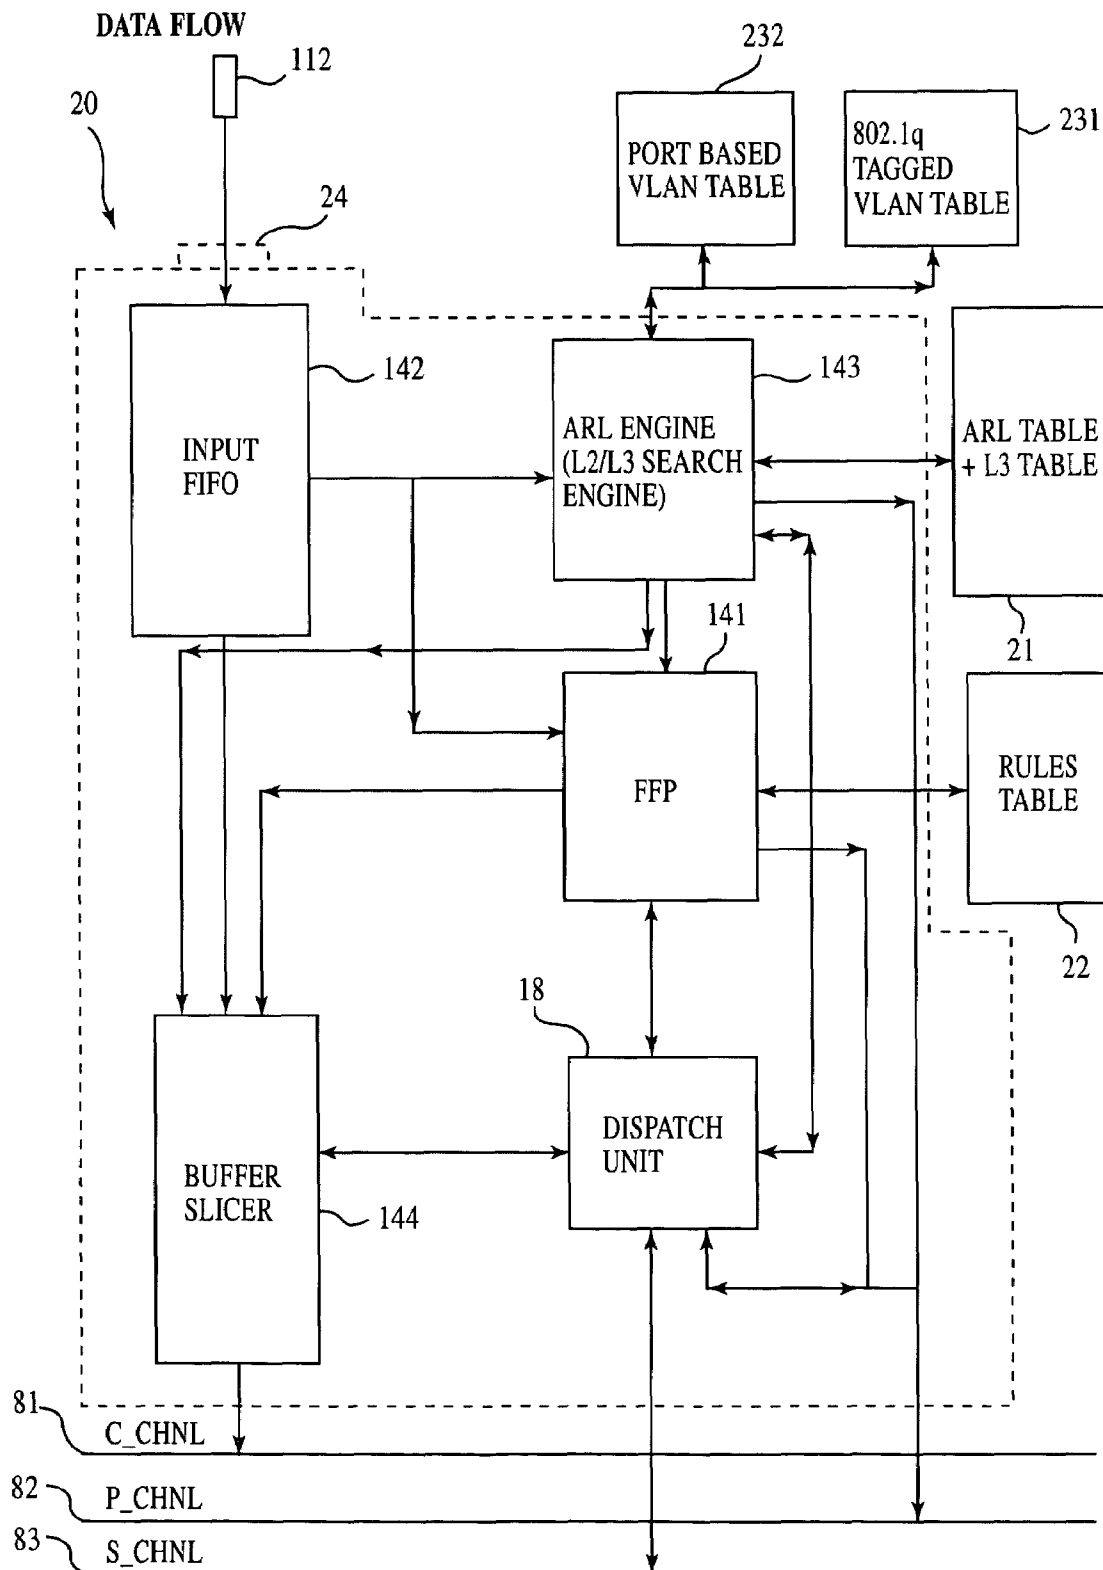 DATA FLOW
112
20
24
232
231
PORT BASED
VLAN TABLE
802.1q
TAGGED
VLAN TABLE
142
143
INPUT
FIFO
ARL ENGINE
(L2/L3 SEARCH
ENGINE)
ARL TABLE
+ L3 TABLE
21
141
FFP
RULES
TABLE
22
18
DISPATCH
UNIT
BUFFER
SLICER
144
81
C_CHNL
82
P_CHNL
83
S_CHNL